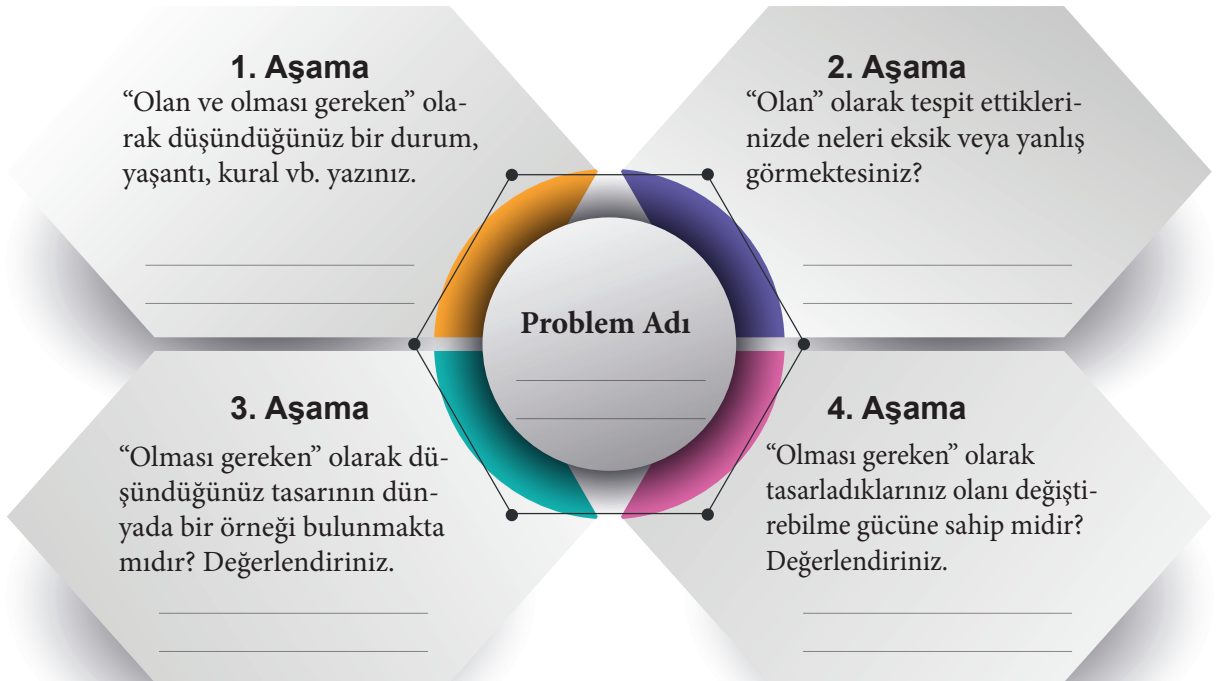 1. Aşama
“Olan ve olması gereken” ola-
rak düşündüğünüz bir durum,
yaşantı, kural vb. yazınız.
2. Aşama
“Olan” olarak tespit ettikleri-
nizde neleri eksik veya yanlış
görmektesiniz?
Problem Adı
3. Aşama
“Olması gereken” olarak dü-
şündüğünüz tasarının dün-
yada bir örneği bulunmakta
mıdır? Değerlendiriniz.
4. Aşama
“Olması gereken” olarak
tasarladıklarınız olanı değişti-
rebilme gücüne sahip midir?
Değerlendiriniz.